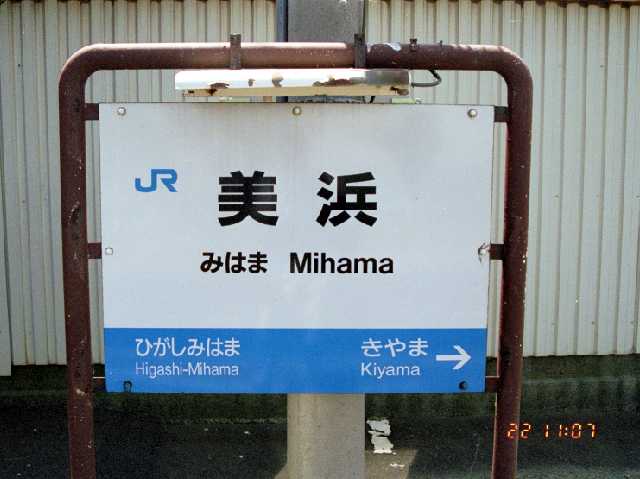 JR
美浜
みはま Mihama
ひがしみはま
Higashi-Mihama
きやま →
Kiyama
22 11:07